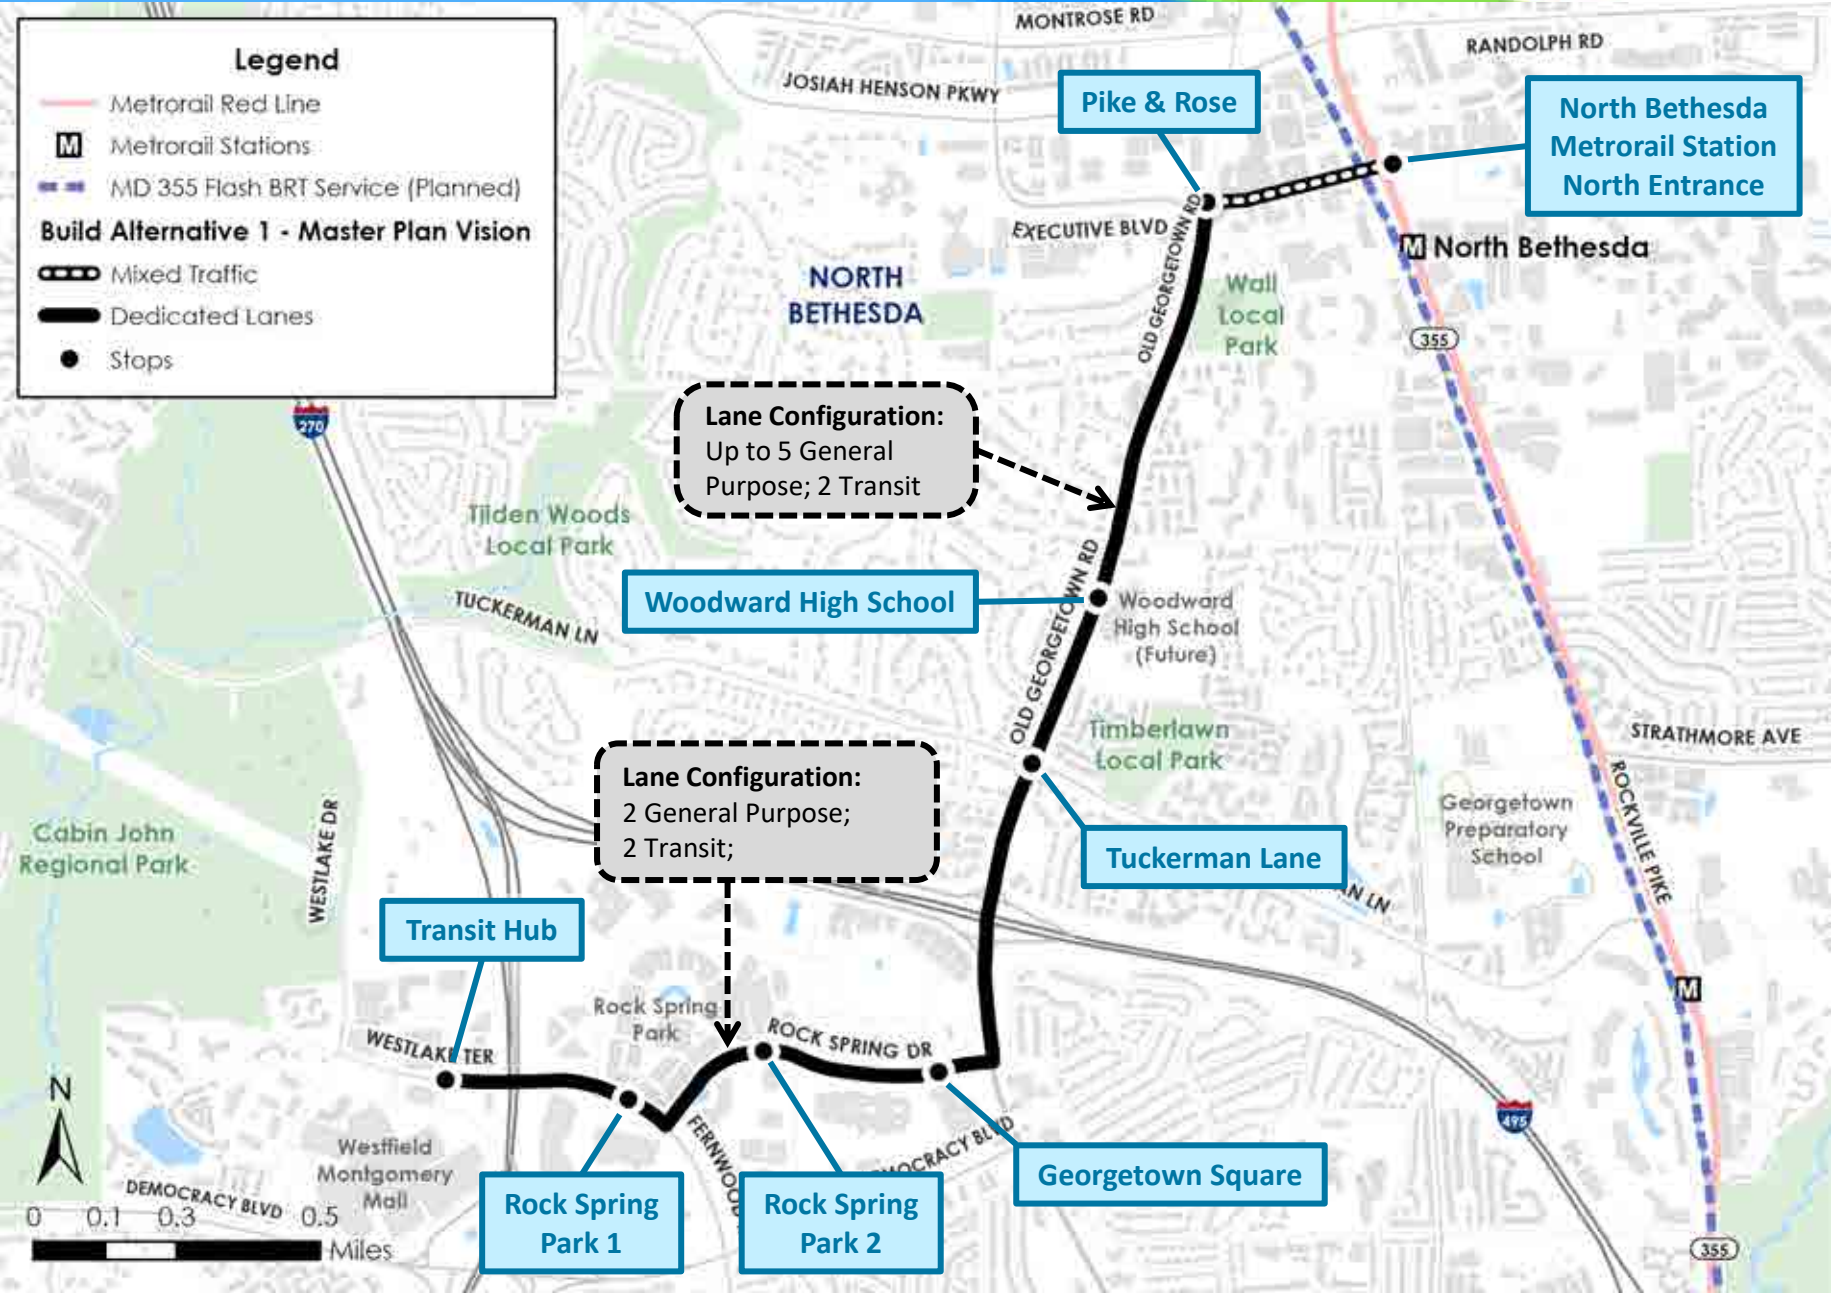 Legend
Metrorail Red Line
M
Metrorail Stations
MD 355 Flash BRT Service (Planned)
Build Alternative 1 - Master Plan Vision
Mixed Traffic
Dedicated Lanes
Stops
MONTROSE RD
RANDOLPH RD
JOSIAH HENSON PKWY
Pike & Rose
North Bethesda
Metrorail Station
North Entrance
EXECUTIVE BLVD
OLD GEORGETOWN RD
M North Bethesda
NORTH
BETHESDA
Wall
Local
Park
355
270
Lane Configuration:
Up to 5 General
Purpose; 2 Transit
Tilden Woods
Local Park
TUCKERMAN LN
Woodward High School
OLD GEORGETOWN RD
Woodward
High School
(Future)
Timberlawn
Local Park
STRATHMORE AVE
ROCKVILLE PIKE
Lane Configuration:
2 General Purpose;
2 Transit;
Georgetown
Preparatory
School
Cabin John
Regional Park
WESTLAKE DR
Tuckerman Lane
AN LN
Transit Hub
M
Rock Spring
Park
WESTLAKE TER
ROCK SPRING DR
N
495
FERNWOOD
MOCRACY BLVD
Westfield
Montgomery
Mall
DEMOCRACY BLVD
Georgetown Square
Rock Spring
Park 1
Rock Spring
Park 2
0 0.1 0.3 0.5
Miles
355